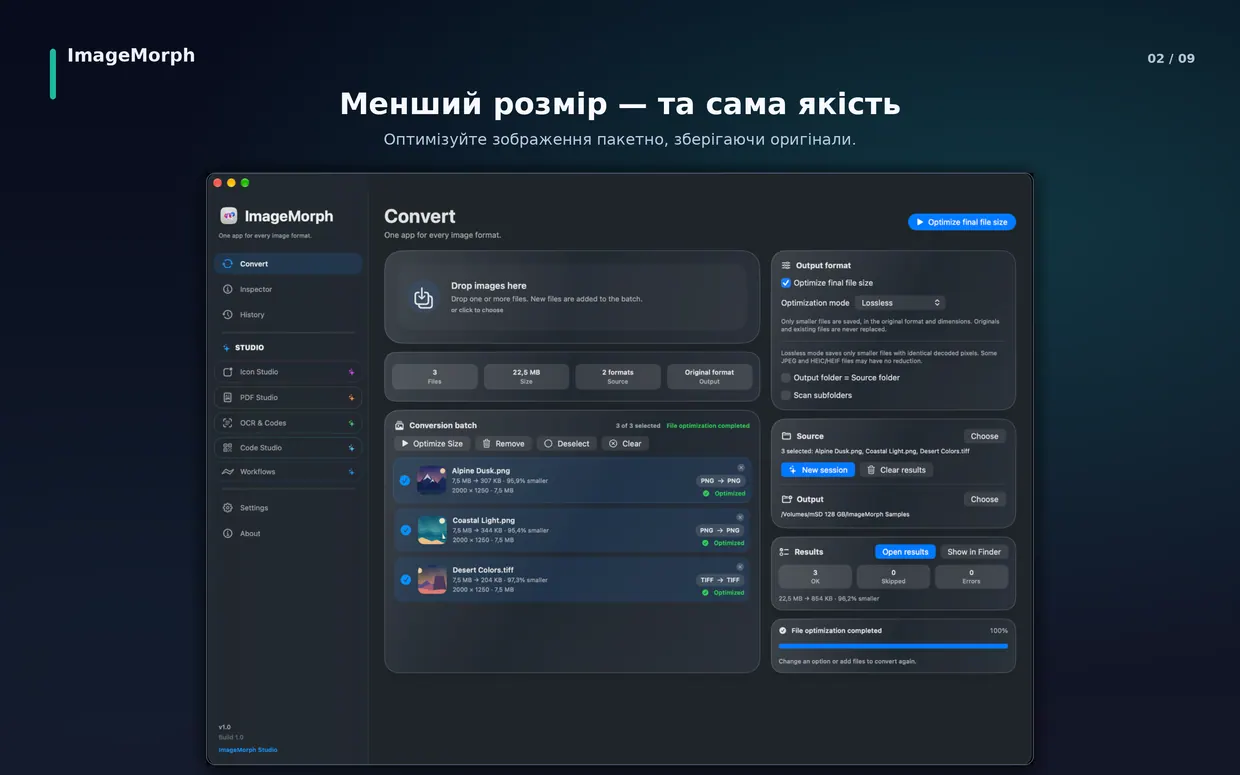 ImageMorph
02 / 09
Менший розмір — та сама якість
Оптимізуйте зображення пакетно, зберігаючи оригінали.
ImageMorph
One app for every image format.
Convert
Inspector
History
STUDIO
Icon Studio
PDF Studio
OCR & Codes
Code Studio
Workflows
Settings
About
v1.0
Build 1.0
ImageMorph Studio
Convert
One app for every image format.
Optimize final file size
Drop images here
Drop one or more files. New files are added to the batch.
or click to choose
3
Files
22,5 MB
Size
2 formats
Source
Original format
Output
Conversion batch
3 of 3 selected File optimization completed
Optimize Size Remove Deselect Clear
Alpine Dusk.png
7,5 MB → 307 KB · 95,9% smaller
2000 × 1250 · 7,5 MB
PNG → PNG
Optimized
Coastal Light.png
7,5 MB → 344 KB · 95,4% smaller
2000 × 1250 · 7,5 MB
PNG → PNG
Optimized
Desert Colors.tiff
7,5 MB → 204 KB · 97,3% smaller
2000 × 1250 · 7,5 MB
TIFF → TIFF
Optimized
Output format
Optimize final file size
Optimization mode Lossless
Only smaller files are saved, in the original format and dimensions. Originals
and existing files are never replaced.
Lossless mode saves only smaller files with identical decoded pixels. Some
JPEG and HEIC/HEIF files may have no reduction.
Output folder = Source folder
Scan subfolders
Source Choose
3 selected: Alpine Dusk.png, Coastal Light.png, Desert Colors.tiff
New session Clear results
Output Choose
/Volumes/mSD 128 GB/ImageMorph Samples
Results Open results Show in Finder
3
OK
0
Skipped
0
Errors
22,5 MB → 854 KB · 96,2% smaller
File optimization completed 100%
Change an option or add files to convert again.